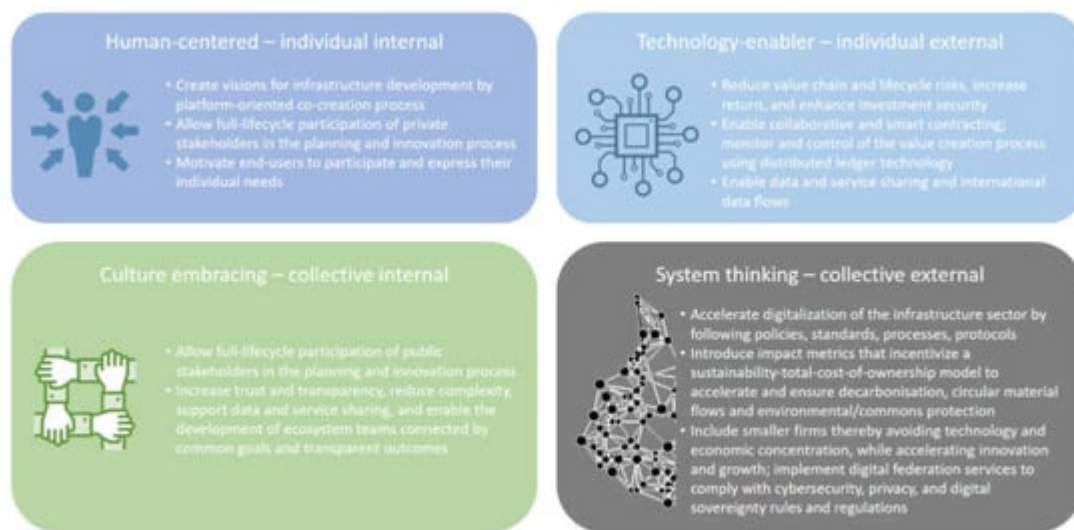 Human-centered – individual internal
• Create visions for infrastructure development by
platform-oriented co-creation process
• Allow full-lifecycle participation of private
stakeholders in the planning and innovation process
• Motivate end-users to participate and express their
individual needs
Technology-enabler – individual external
• Reduce value chain and lifecycle risks, increase
return, and enhance investment security
• Enable collaborative and smart contracting;
monitor and control of the value creation process
using distributed ledger technology
• Enable data and service sharing and international
data flows
Culture embracing – collective internal
• Allow full-lifecycle participation of public
stakeholders in the planning and innovation process
• Increase trust and transparency, reduce complexity,
support data and service sharing, and enable the
development of ecosystem teams connected by
common goals and transparent outcomes
System thinking – collective external
• Accelerate digitalization of the infrastructure sector by
following policies, standards, processes, protocols
• Introduce impact metrics that incentivize a
sustainability-total-cost-of-ownership model to
accelerate and ensure decarbonisation, circular material
flows and environmental/commons protection
• Include smaller firms thereby avoiding technology and
economic concentration, while accelerating innovation
and growth; implement digital federation services to
comply with cybersecurity, privacy, and digital
sovereignty rules and regulations